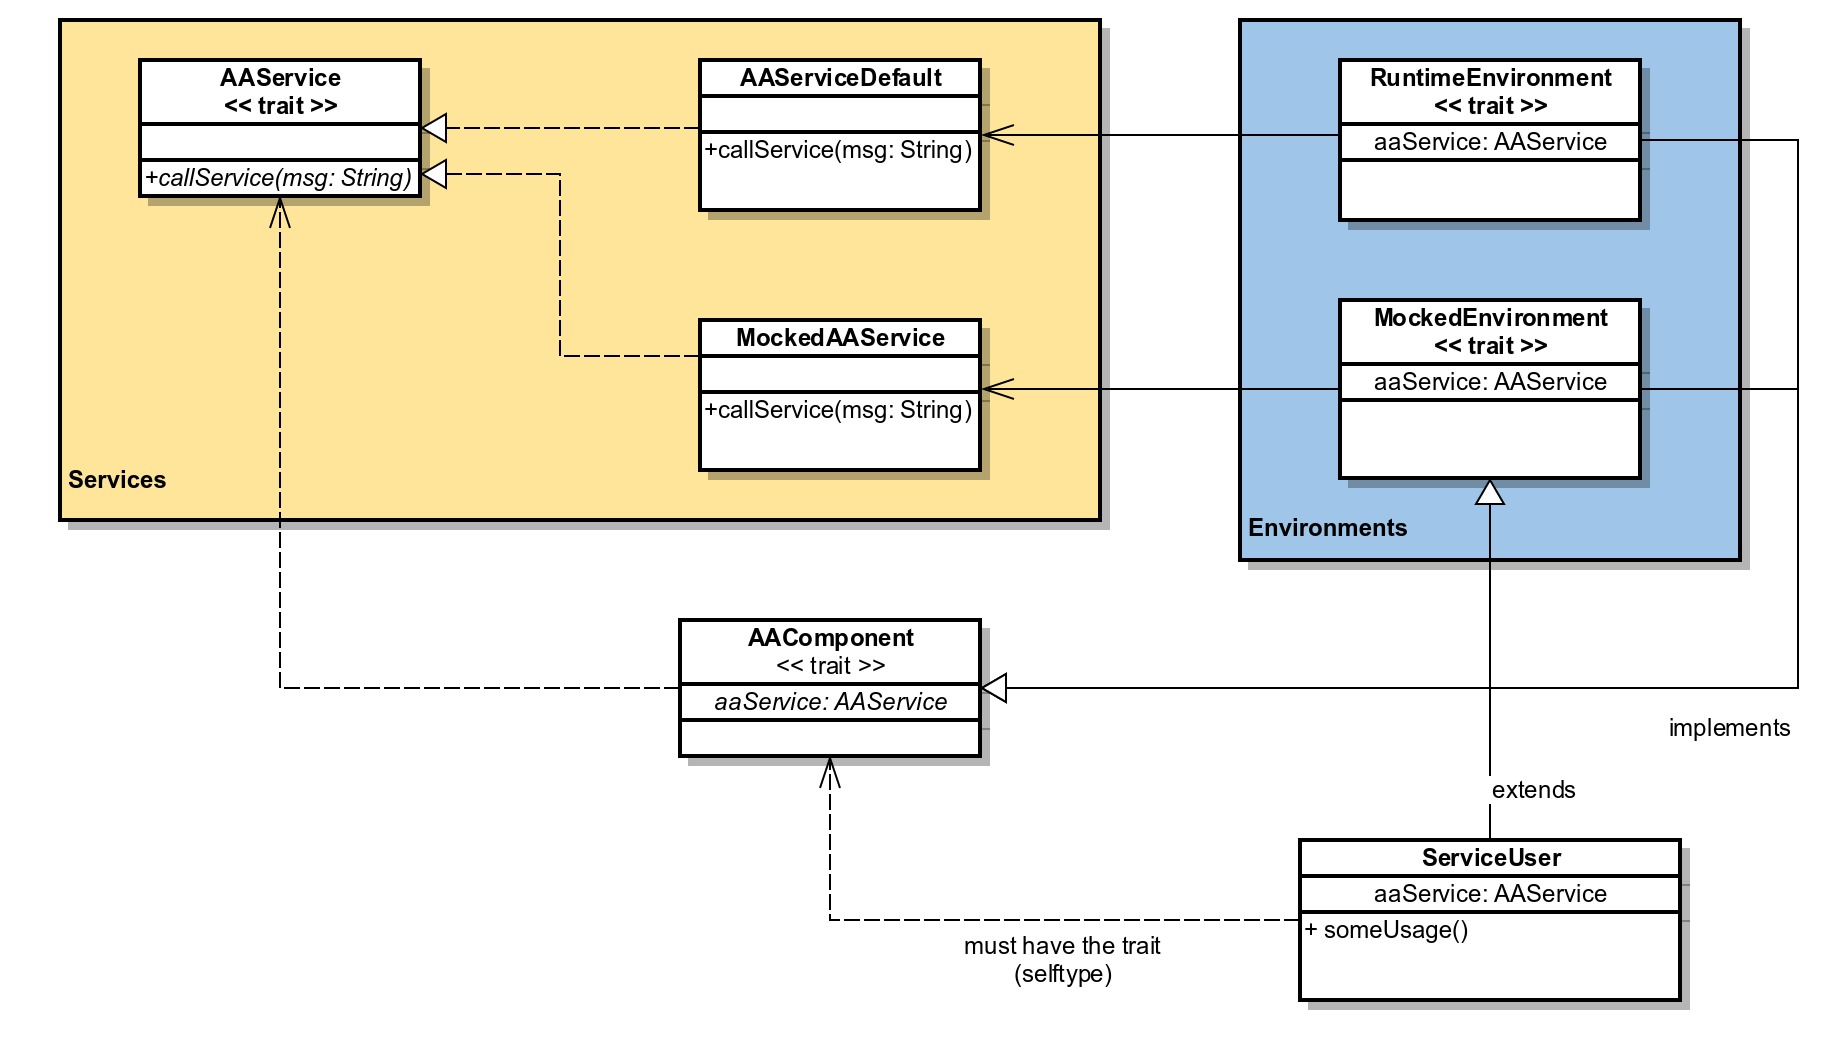 AAService
<< trait >>
+callService(msg: String)
AAServiceDefault
+callService(msg: String)
MockedAAService
+callService(msg: String)
Services
RuntimeEnvironment
<< trait >>
aaService: AAService
MockedEnvironment
<< trait >>
aaService: AAService
Environments
AAComponent
<< trait >>
aaService: AAService
implements
extends
ServiceUser
aaService: AAService
+ someUsage()
must have the trait
(selftype)